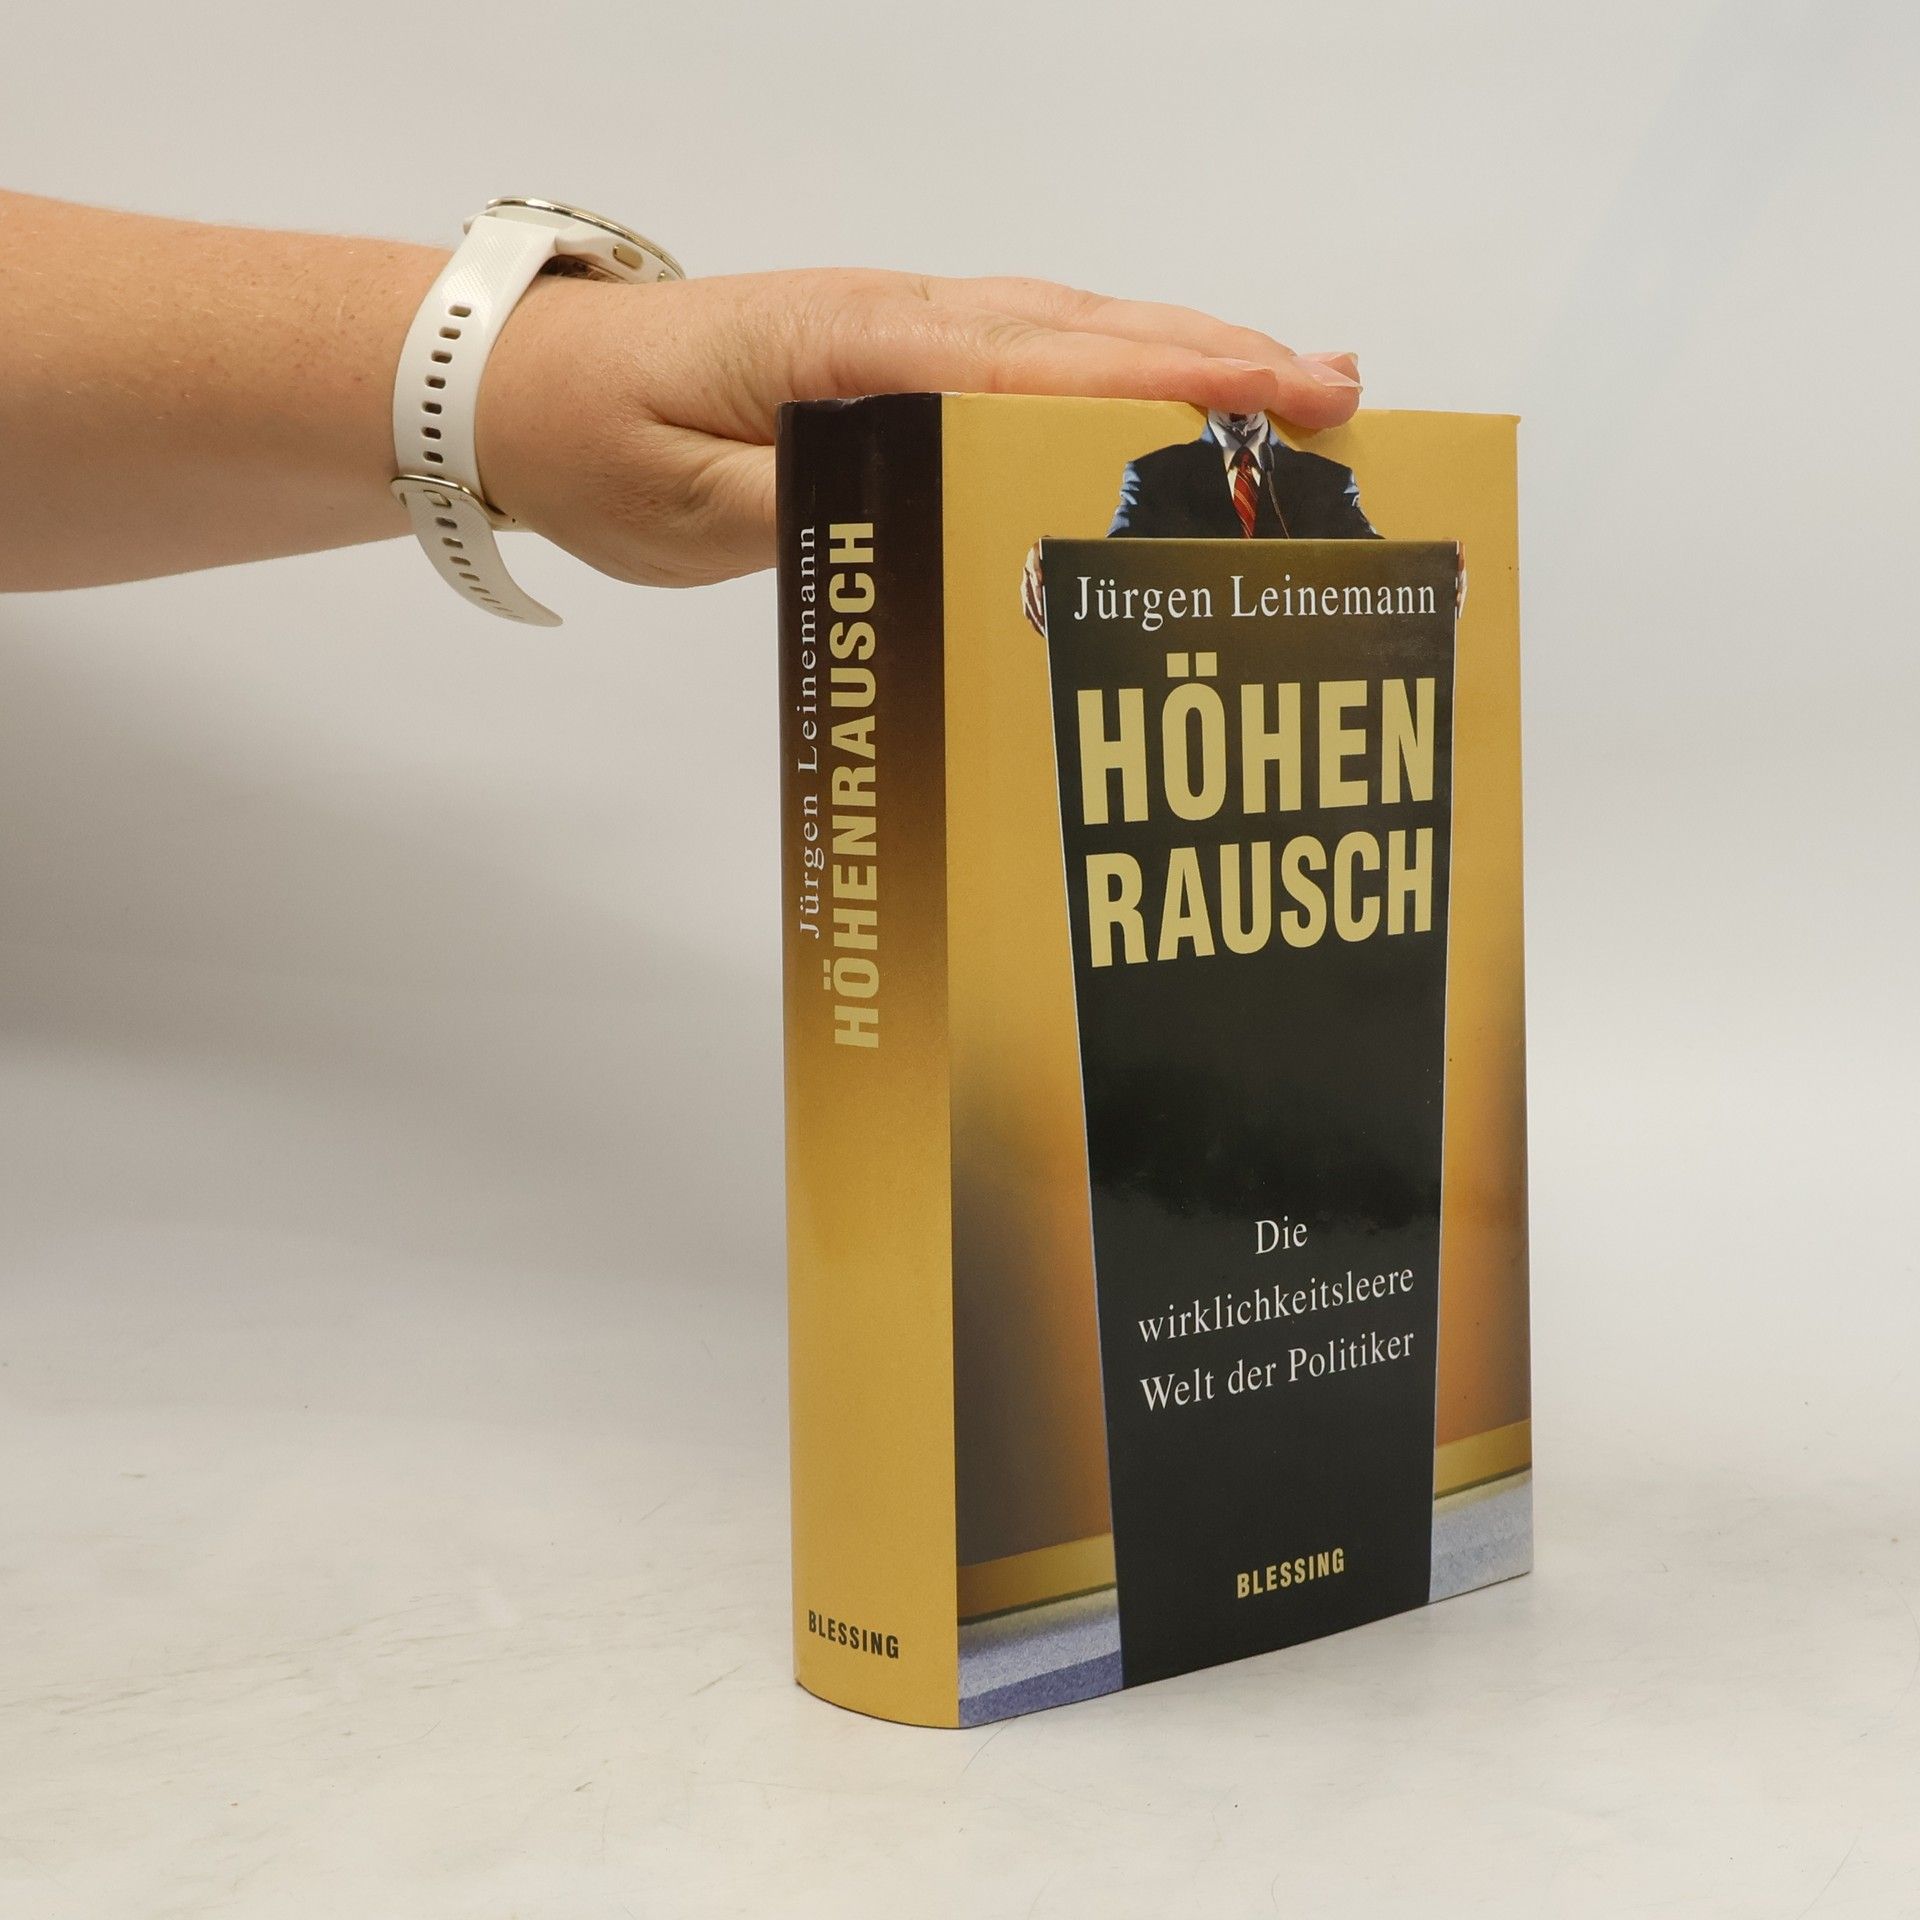 Jürgen Leinemann
HÖHENRAUSCH
BLESSING
Jürgen Leinemann
HÖHEN
RAUSCH
Die
wirklichkeitsleere
Welt der Politiker
BLESSING